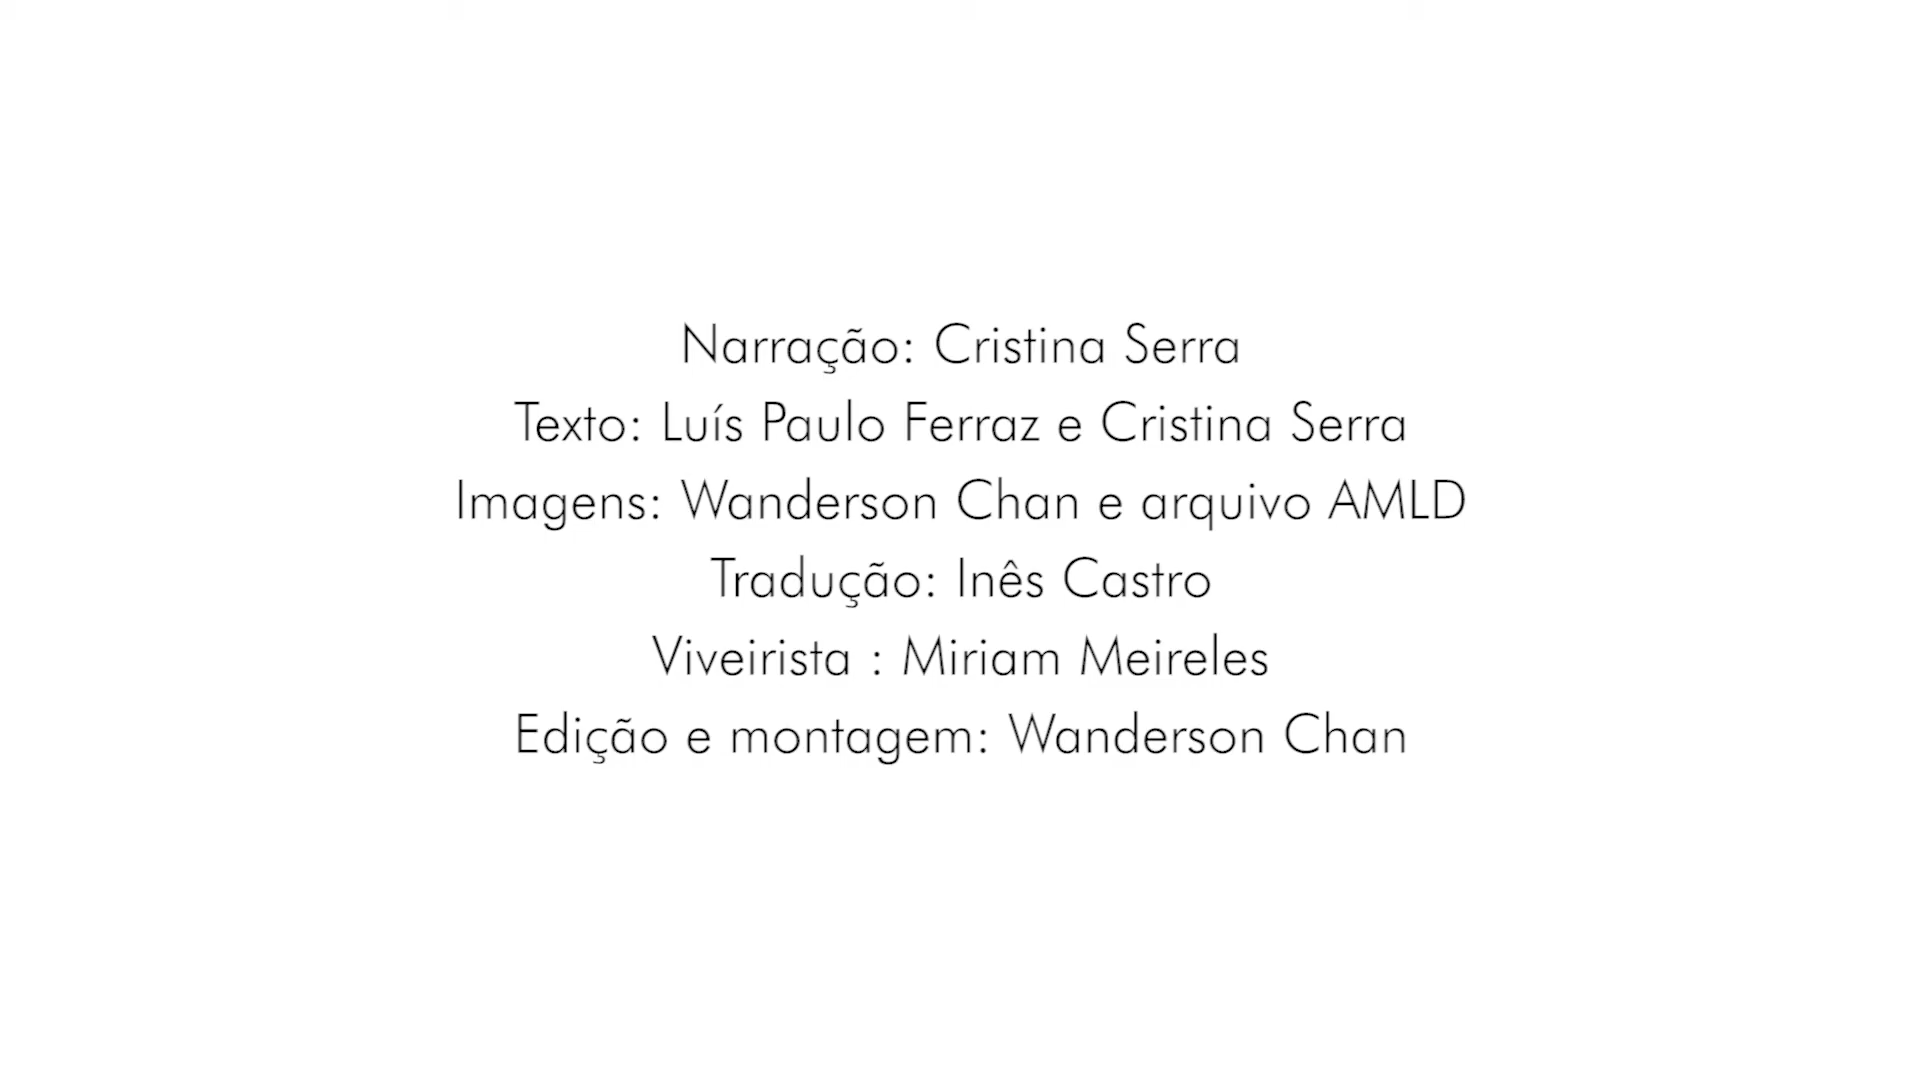 Narração: Cristina Serra
Texto: Luís Paulo Ferraz e Cristina Serra
Imagens: Wanderson Chan e arquivo AMLD
Tradução: Inês Castro
Viveirista : Miriam Meireles
Edição e montagem: Wanderson Chan